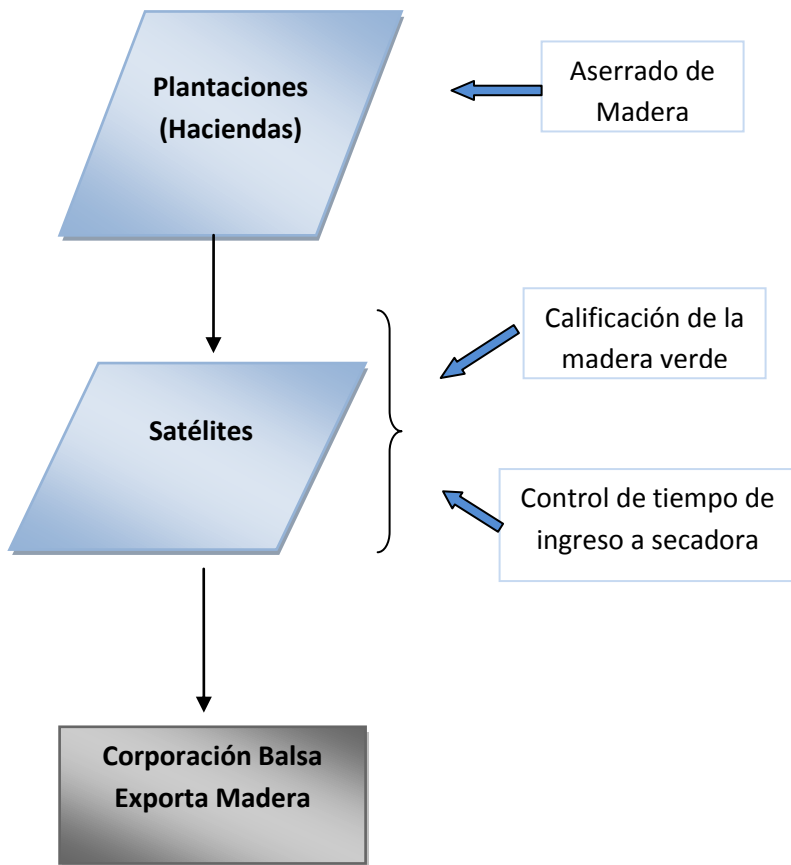 Plantaciones
(Haciendas)
Aserrado de
Madera
Calificación de la
madera verde
Satélites
Control de tiempo de
ingreso a secadora
Corporación Balsa
Exporta Madera